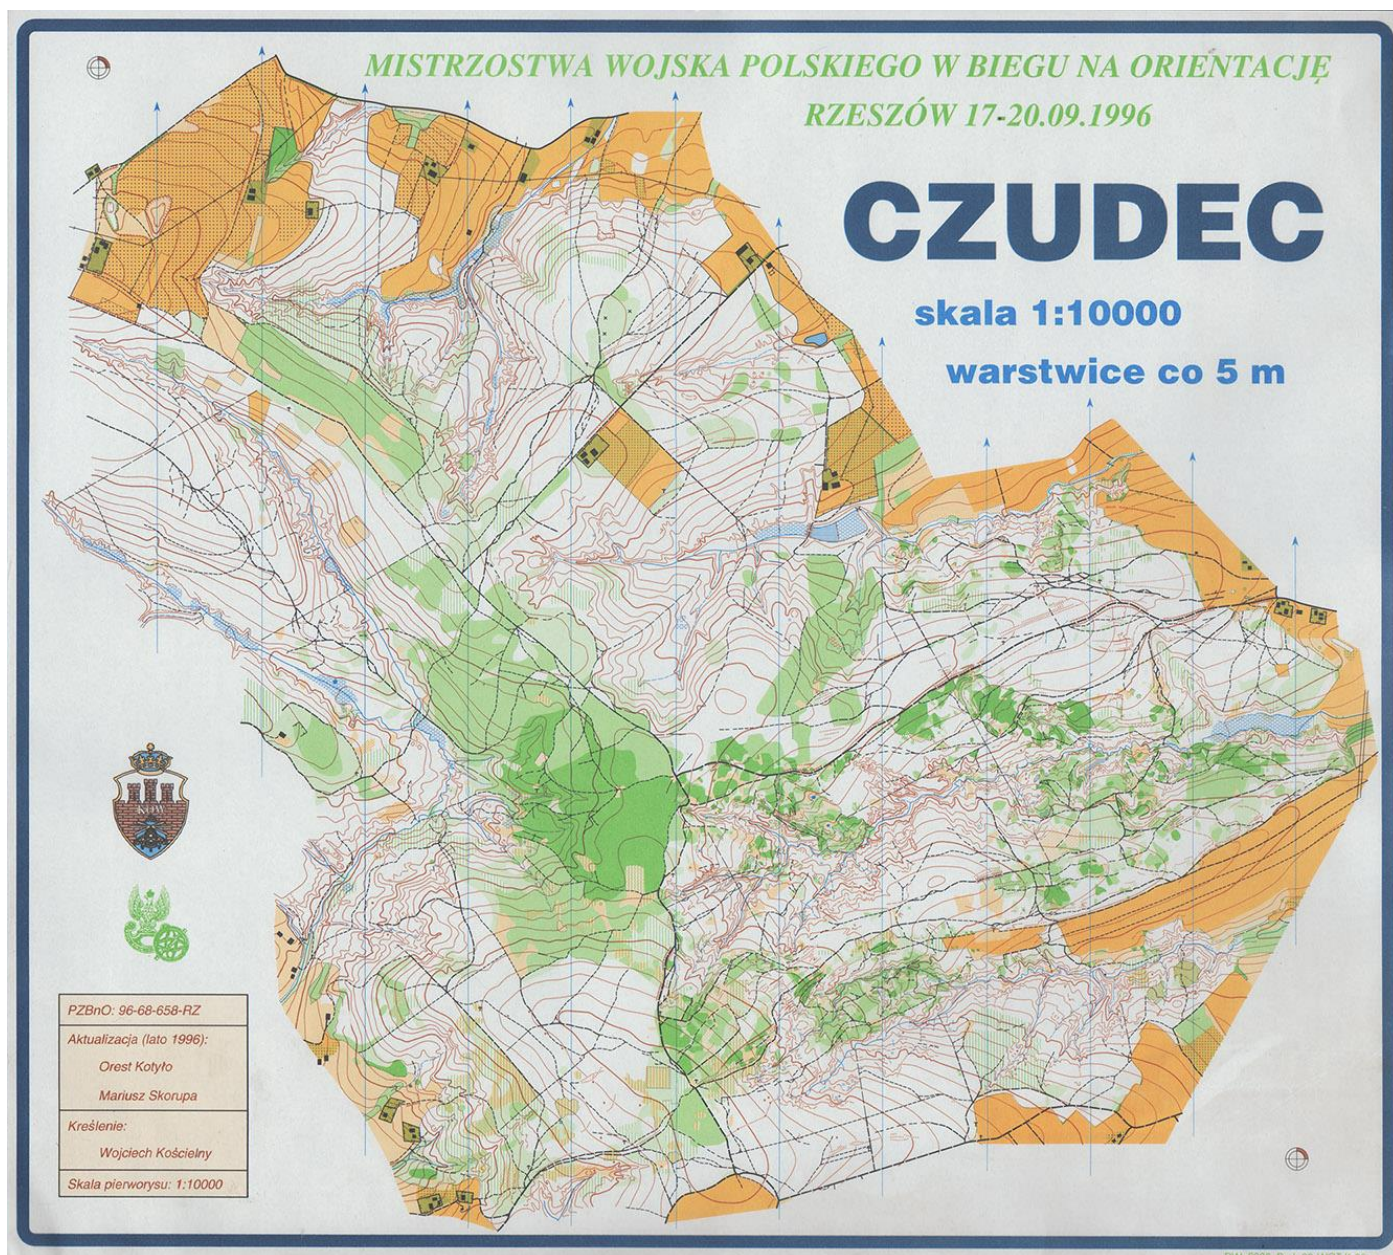 MISTRZOSTWA WOJSKA POLSKIEGO W BIEGU NA ORIENTACJĘ
RZESZÓW 17-20.09.1996
CZUDEC
skala 1:10000
warstwice co 5 m
PZBnO: 96-68-658-RZ
Aktualizacja (lato 1996):
Orest Kotyło
Mariusz Skorupa
Kreślenie:
Wojciech Kościelny
Skala pierworysu: 1:10000